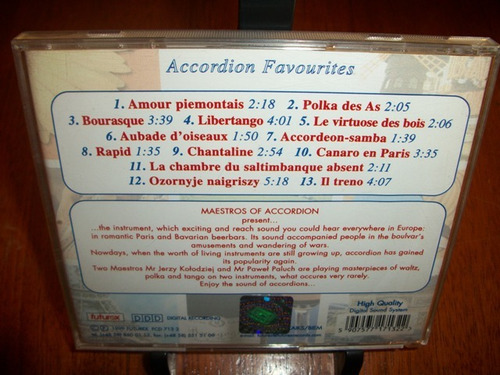 Accordion Favourites
1. Amour piemontais 2:18 2. Polka des As 2:05
3. Bourasque 3:39 4. Libertango 4:01 5. Le virtuose des bois 2:06
6. Aubade d'oiseaux 1:50 7. Accordeon-samba 1:39
8. Rapid 1:35 9. Chantaline 2:54 10. Canaro en Paris 3:35
11. La chambre du saltimbanque absent 2:11
12. Ozornyje naigriszy 5:18 13. Il treno 4:07
MAESTROS OF ACCORDION
present...
...the instrument, which exciting and reach sound you could hear everywhere in Europe:
in romantic Paris and Bavarian beerbars. Its sound accompanied people in the boulvar's
amusements and wandering of wars.
Nowdays, when the worth of living instruments are still growing up, accordion has gained
its popularity again.
Two Maestros Mr Jerzy Kołodziej and Mr Paweł Paluch are playing masterpieces of waltz,
polka and tango on two instruments, what occures very rarely.
Enjoy the sound of accordions...
futurex DDD DIGITAL RECORDING
High Quality
Digital Sound System